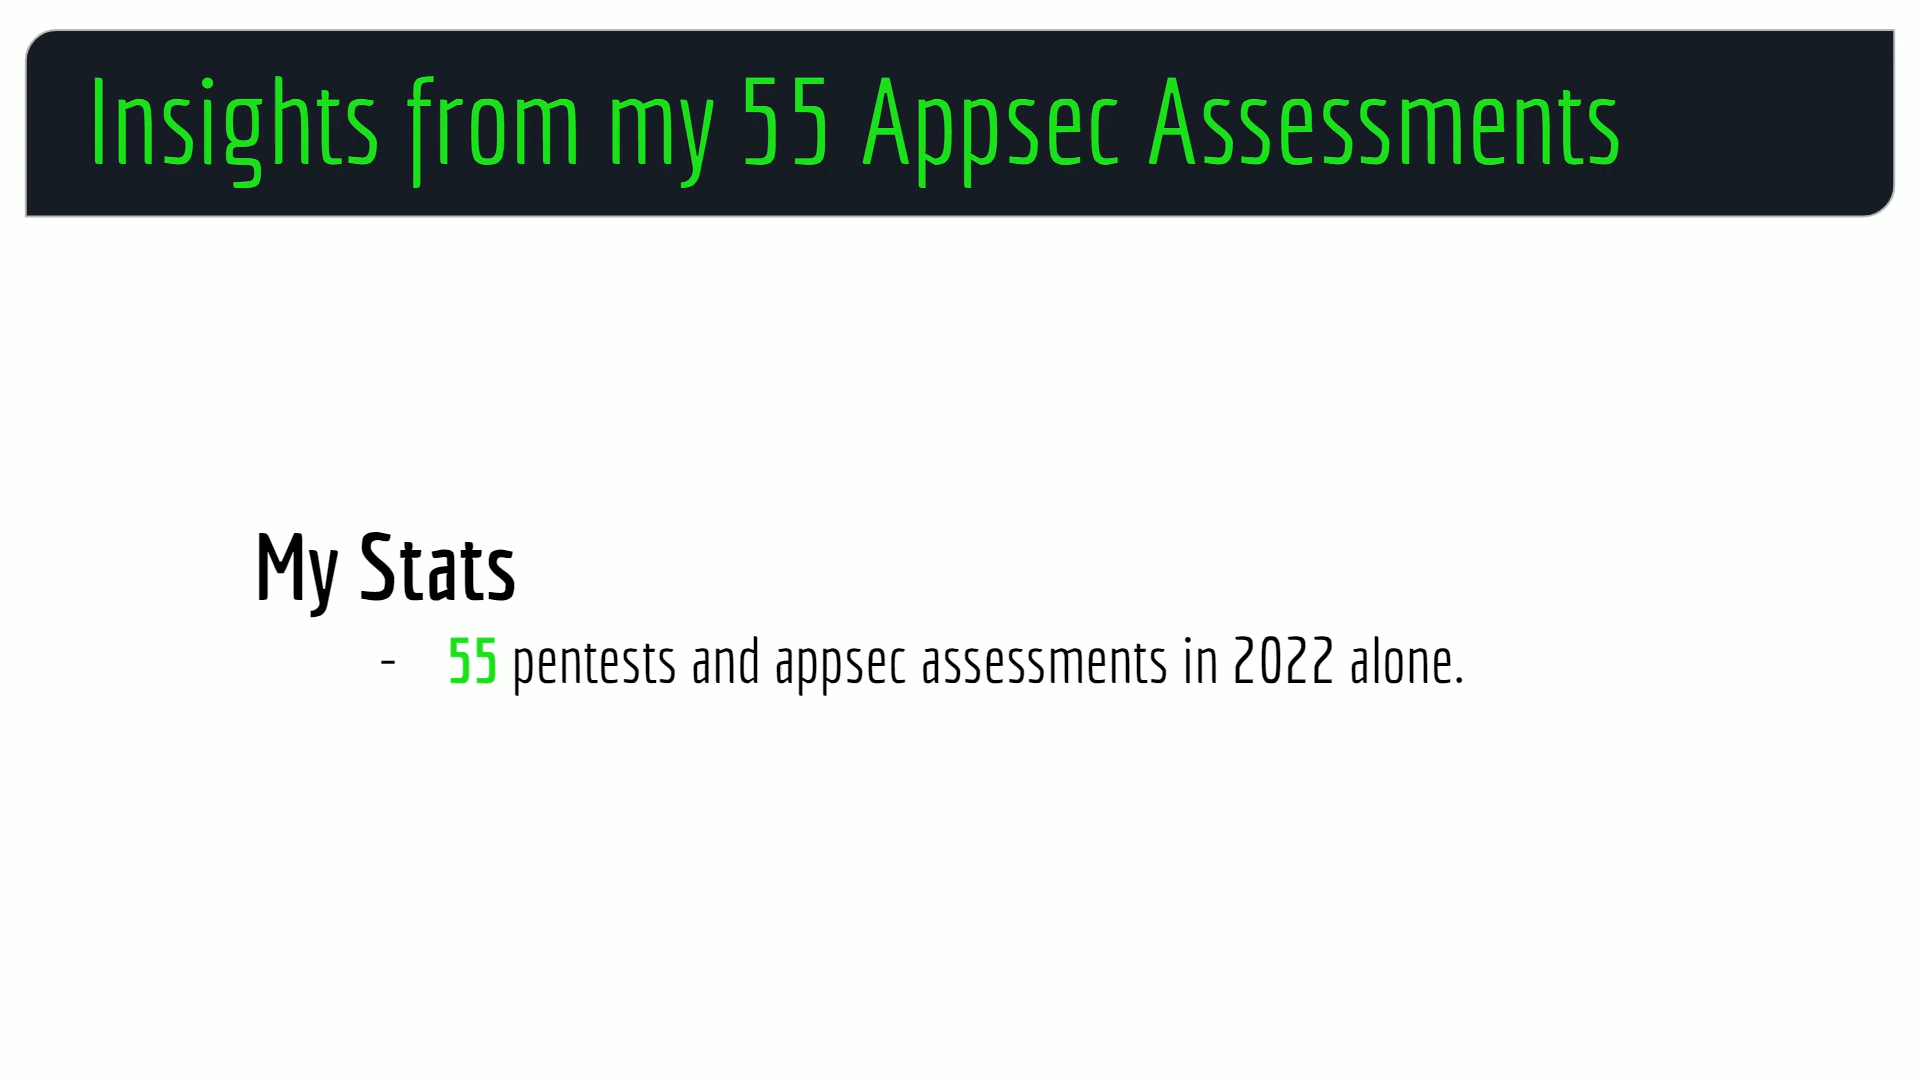 Insights from my 55 Appsec Assessments
My Stats
- 55 pentests and appsec assessments in 2022 alone.